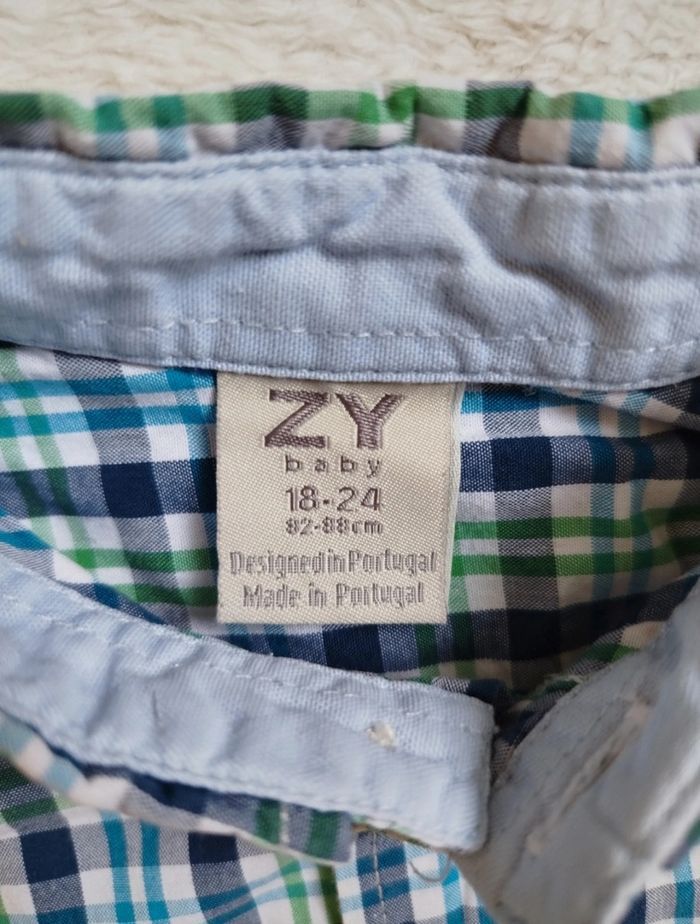 ZY
baby
18-24
82-88cm
Designed in Portugal
Made in Portugal